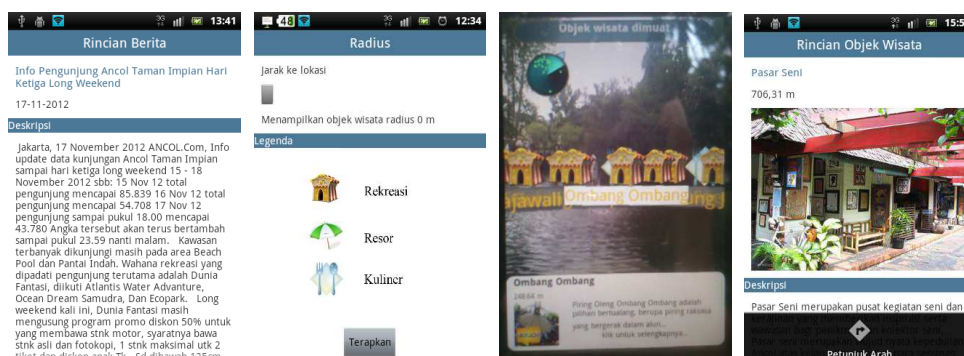 13:41
Rincian Berita
Info Pengunjung Ancol Taman Impian Hari
Ketiga Long Weekend
17-11-2012
Deskripsi
Jakarta, 17 November 2012 ANCOL.Com, Info
update data kunjungan Ancol Taman Impian
sampai hari ketiga long weekend 15 - 18
November 2012 sbb: 15 Nov 12 total
pengunjung mencapai 85.839 16 Nov 12 total
pengunjung mencapai 54.708 17 Nov 12
pengunjung sampai pukul 18.00 mencapai
43.780 Angka tersebut akan terus bertambah
sampai pukul 23.59 nanti malam. Kawasan
terbanyak dikunjungi masih pada area Beach
Pool dan Pantai Indah. Wahana rekreasi yang
dipadati pengunjung terutama adalah Dunia
Fantasi, diikuti Atlantis Water Advanture,
Ocean Dream Samudra, Dan Ecopark. Long
weekend kali ini, Dunia Fantasi masih
mengusung program promo diskon 50% untuk
yang membawa stnk motor, syaratnya bawa
stnk asli dan fotokopi, 1 stnk maksimal utk 2
48 3G 12:34
Radius
Jarak ke lokasi
Menampilkan objek wisata radius 0 m
Legenda
Rekreasi
Resor
Kuliner
Terapkan
Objek wisata dimuat
ajawali Ombang Ombang
Ombang Ombang
248,64 m
Piring Oleng Ombang Ombang adalah
pilihan bertualang, berupa piring raksasa
yang bergerak dalam alun...
klik untuk selengkapnya...
3G 15:5
Rincian Objek Wisata
Pasar Seni
706,31 m
Deskripsi
Pasar Seni merupakan pusat kegiatan seni dan
Petunjuk Arah